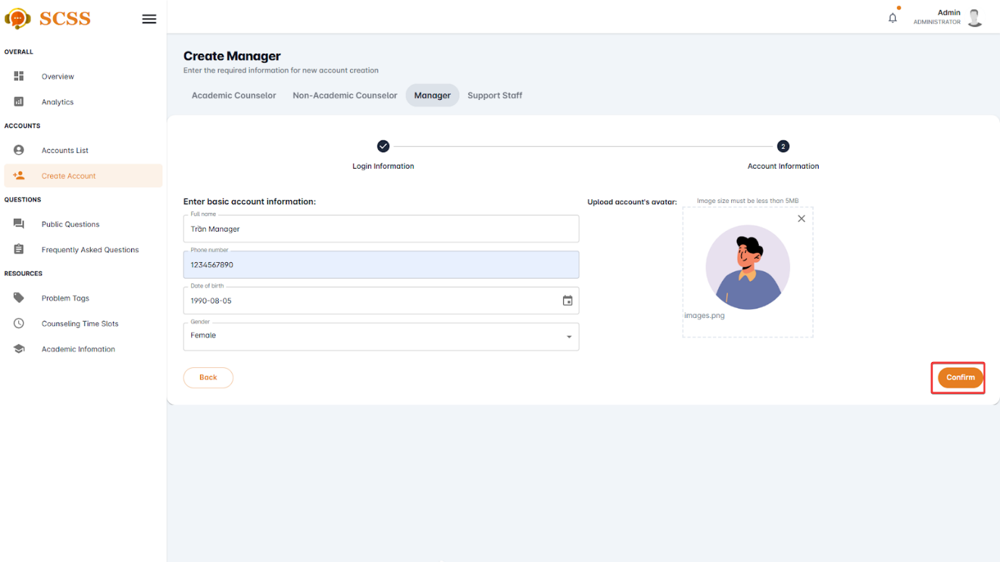 SCSS
Admin
ADMINISTRATOR
OVERALL
Overview
Analytics
ACCOUNTS
Accounts List
Create Account
QUESTIONS
Public Questions
Frequently Asked Questions
RESOURCES
Problem Tags
Counseling Time Slots
Academic Infomation
Create Manager
Enter the required information for new account creation
Academic Counselor Non-Academic Counselor Manager Support Staff
2
Login Information Account Information
Enter basic account information:
Full name
Trần Manager
Phone number
1234567890
Date of birth
1990-08-05
Gender
Female
Upload account's avatar:
Image size must be less than 5MB
images.png
Back
Confirm